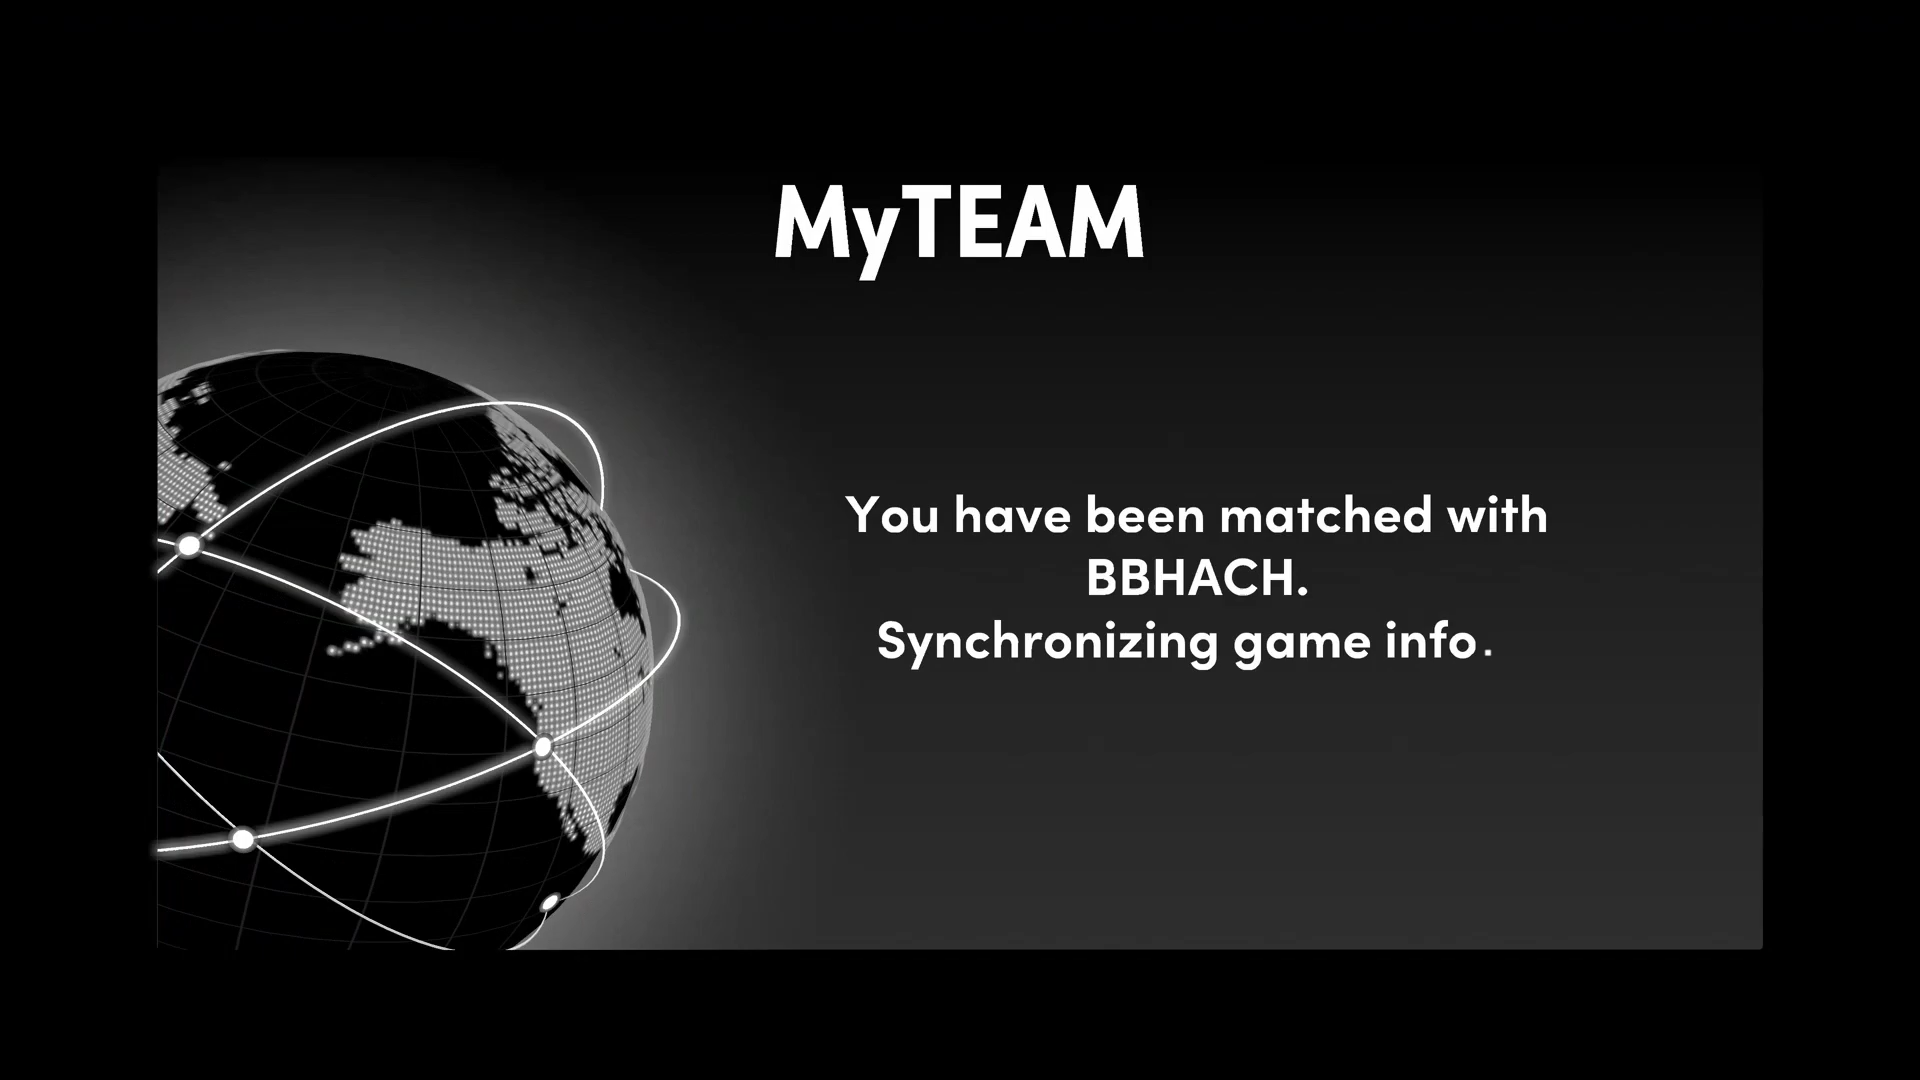 MyTEAM
You have been matched with
BBHACH.
Synchronizing game info.